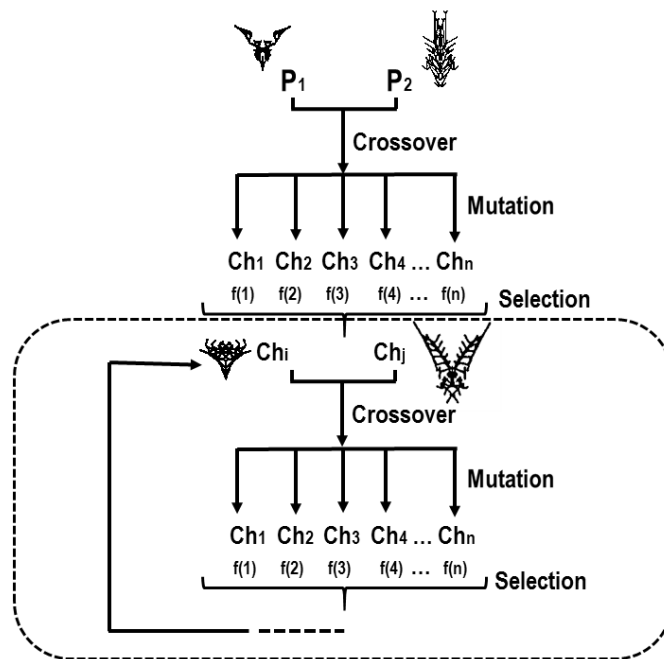 P1 P2
Crossover
Mutation
Ch1 Ch2 Ch3 Ch4 ... Chn
f(1) f(2) f(3) f(4) ... f(n)
Selection
Chi Chj
Crossover
Mutation
Ch1 Ch2 Ch3 Ch4 ... Chn
f(1) f(2) f(3) f(4) ... f(n)
Selection